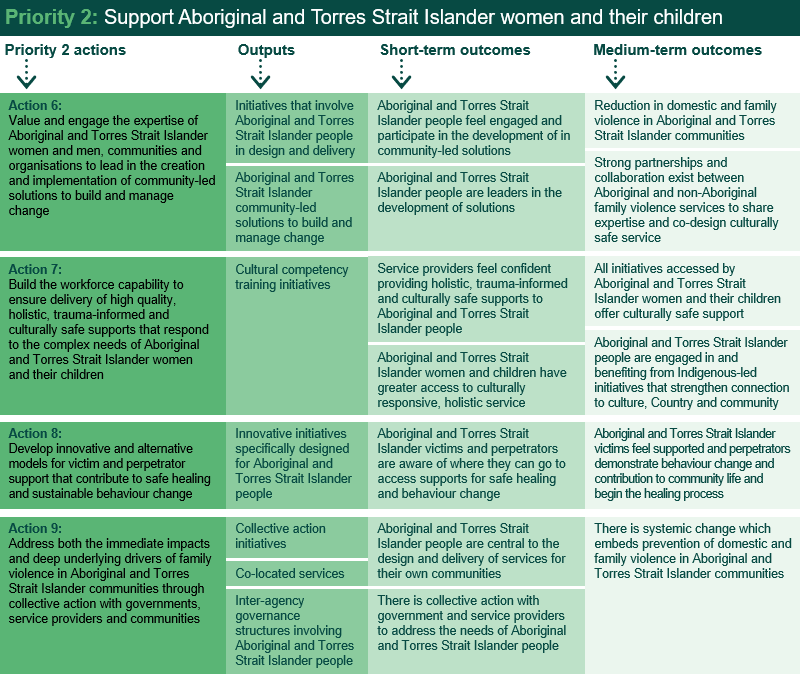 Priority 2: Support Aboriginal and Torres Strait Islander women and their children
Priority 2 actions
Outputs
Short-term outcomes
Medium-term outcomes
Action 6:
Value and engage the expertise of
Aboriginal and Torres Strait Islander
women and men, communities and
organisations to lead in the creation
and implementation of community-led
solutions to build and manage
change
Initiatives that involve
Aboriginal and Torres
Strait Islander people
in design and delivery
Aboriginal and Torres
Strait Islander
community-led
solutions to build and
manage change
Aboriginal and Torres Strait
Islander people feel engaged and
participate in the development of in
community-led solutions
Aboriginal and Torres Strait
Islander people are leaders in the
development of solutions
Reduction in domestic and family
violence in Aboriginal and Torres
Strait Islander communities
Strong partnerships and
collaboration exist between
Aboriginal and non-Aboriginal
family violence services to share
expertise and co-design culturally
safe service
Action 7:
Build the workforce capability to
ensure delivery of high quality,
holistic, trauma-informed and
culturally safe supports that respond
to the complex needs of Aboriginal
and Torres Strait Islander women
and their children
Cultural competency
training initiatives
Service providers feel confident
providing holistic, trauma-informed
and culturally safe supports to
Aboriginal and Torres Strait
Islander people
Aboriginal and Torres Strait
Islander women and children have
greater access to culturally
responsive, holistic service
All initiatives accessed by
Aboriginal and Torres Strait
Islander women and their children
offer culturally safe support
Aboriginal and Torres Strait Islander
people are engaged in and
benefiting from Indigenous-led
initiatives that strengthen connection
to culture, Country and community
Action 8:
Develop innovative and alternative
models for victim and perpetrator
support that contribute to safe healing
and sustainable behaviour change
Innovative initiatives
specifically designed
for Aboriginal and
Torres Strait Islander
people
Aboriginal and Torres Strait
Islander victims and perpetrators
are aware of where they can go to
access supports for safe healing
and behaviour change
Aboriginal and Torres Strait Islander
victims feel supported and perpetrators
demonstrate behaviour change and
contribution to community life and
begin the healing process
Action 9:
Address both the immediate impacts
and deep underlying drivers of family
violence in Aboriginal and Torres
Strait Islander communities through
collective action with governments,
service providers and communities
Collective action
initiatives
Co-located services
Inter-agency
governance
structures involving
Aboriginal and Torres
Strait Islander people
Aboriginal and Torres Strait
Islander people are central to the
design and delivery of services for
their own communities
There is collective action with
government and service providers
to address the needs of Aboriginal
and Torres Strait Islander people
There is systemic change which
embeds prevention of domestic and
family violence in Aboriginal and
Torres Strait Islander communities